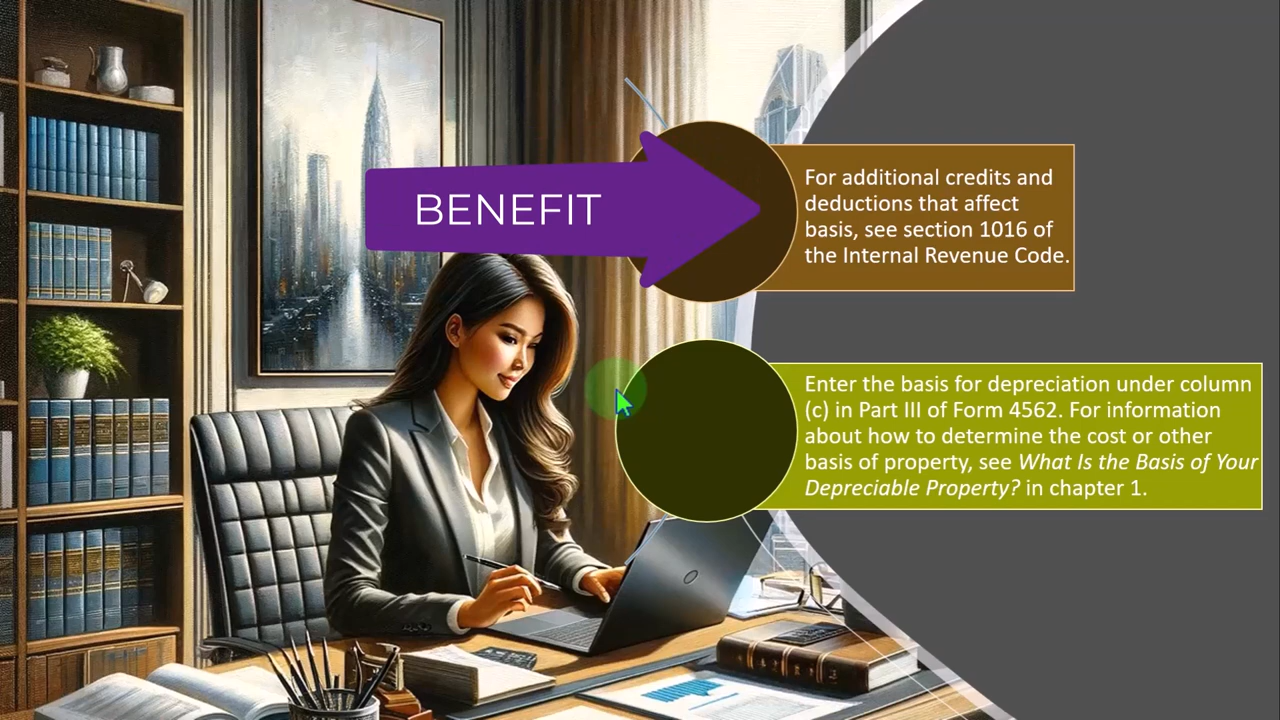 BENEFIT
For additional credits and
deductions that affect
basis, see section 1016 of
the Internal Revenue Code.
Enter the basis for depreciation under column
(c) in Part III of Form 4562. For information
about how to determine the cost or other
basis of property, see What Is the Basis of Your
Depreciable Property? in chapter 1.